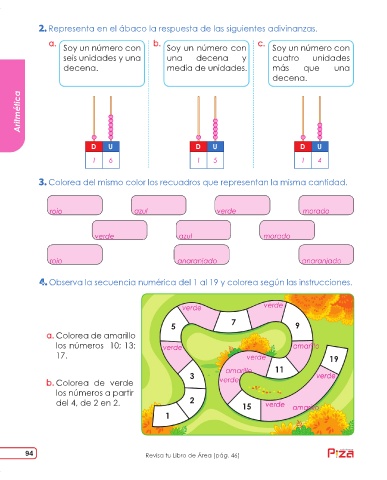 2. Representa en el ábaco la respuesta de las siguientes adivinanzas.
a. Soy un número con
seis unidades y una
decena.
b. Soy un número con
una decena y
media de unidades.
c. Soy un número con
cuatro unidades
más que una
decena.
Aritmética
D U
1 6
D U
1 5
D U
1 4
3. Colorea del mismo color los recuadros que representan la misma cantidad.
rojo azul verde morado
verde azul morado
rojo anaranjado anaranjado
4. Observa la secuencia numérica del 1 al 19 y colorea según las instrucciones.
a. Colorea de amarillo
los números 10; 13;
17.
b. Colorea de verde
los números a partir
del 4, de 2 en 2.
verde verde
5 7 9
verde amarillo
verde 19
amarillo 11
3 verde verde
2
15 verde amarillo
1
94
Revisa tu Libro de Área (pág. 46)
Piza